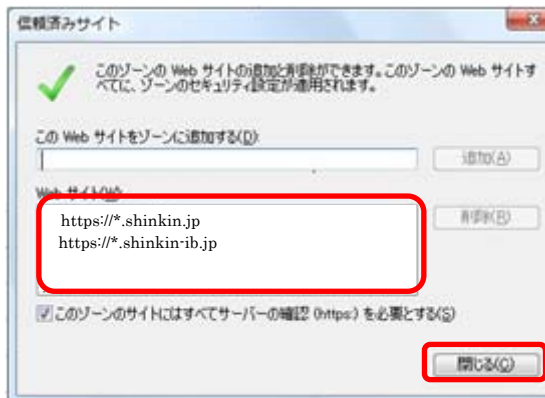 信頼済みサイト
このゾーンの Web サイトの追加と削除ができます。このゾーンの Web サイトす
べてに、ゾーンのセキュリティ設定が適用されます。
この Web サイトをゾーンに追加する(D):
追加(A)
Web サイト(W):
https://*.shinkin.jp
https://*.shinkin-ib.jp
削除(R)
このゾーンのサイトにはすべてサーバーの確認 (https:) を必要とする(S)
閉じる(C)